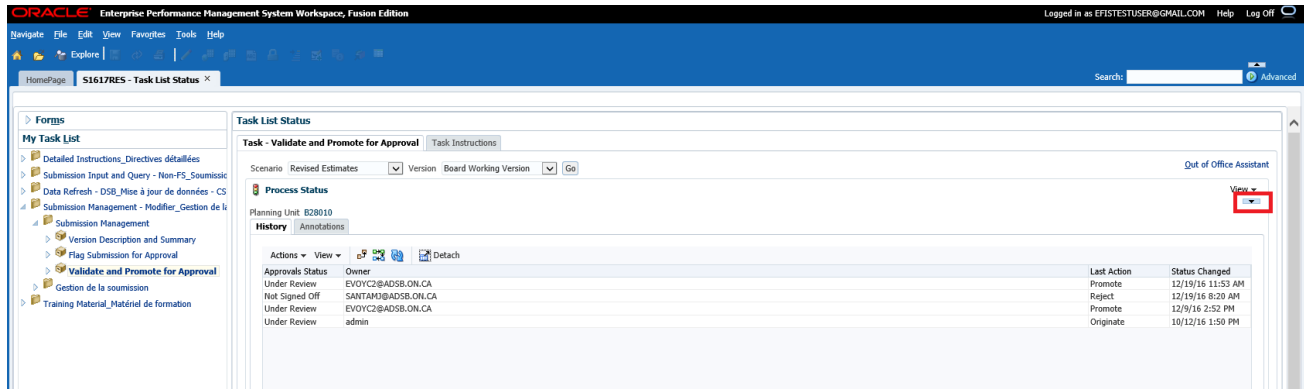 ORACLE Enterprise Performance Management System Workspace, Fusion Edition
Logged in as EFISTESTUSER@GMAIL.COM Help Log Off
Navigate File Edit View Favorites Tools Help
Explore
HomePage S1617RES - Task List Status × Search: Advanced
Forms
My Task List
Detailed Instructions_Directives détaillées
Submission Input and Query - Non-FS_Soumissic
Data Refresh - DSB_Mise à jour de données - CS
Submission Management - Modifier_Gestion de la
Submission Management
Version Description and Summary
Flag Submission for Approval
Validate and Promote for Approval
Gestion de la soumission
Training Material_Matériel de formation
Task List Status
Task - Validate and Promote for Approval Task Instructions
Scenario Revised Estimates Version Board Working Version Go
Out of Office Assistant
Process Status
View
Planning Unit B28010
History Annotations
Actions View Detach
Approvals Status Owner Last Action Status Changed
Under Review EVOYC2@ADSB.ON.CA Promote 12/19/16 11:53 AM
Not Signed Off SANTAMJ@ADSB.ON.CA Reject 12/19/16 8:20 AM
Under Review EVOYC2@ADSB.ON.CA Promote 12/9/16 2:52 PM
Under Review admin Originate 10/12/16 1:50 PM